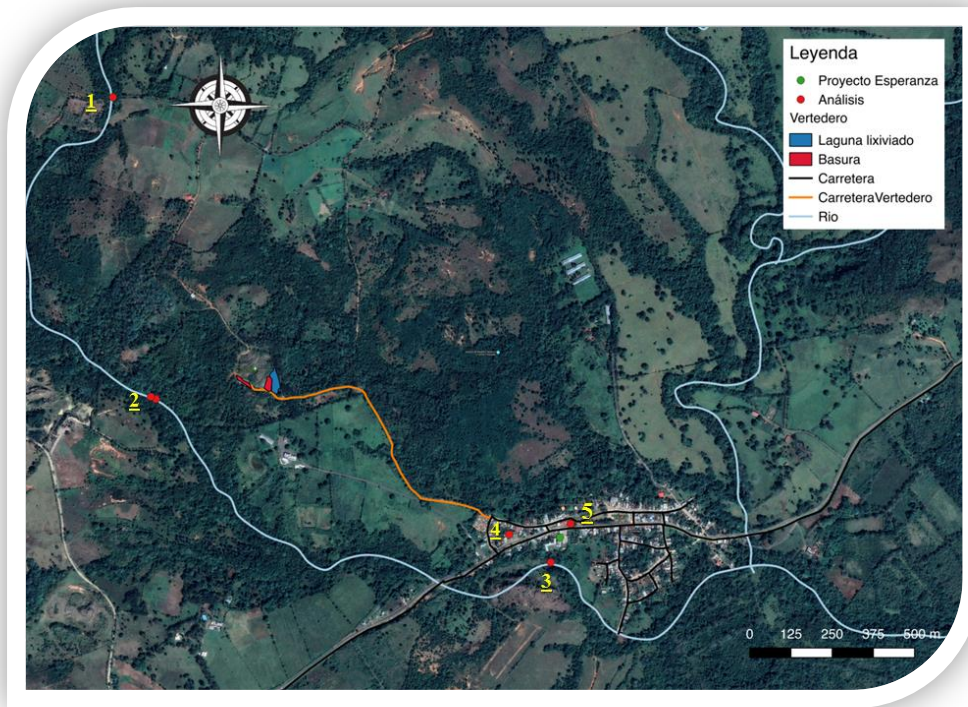 Leyenda
Proyecto Esperanza
Análisis
Vertedero
Laguna lixiviado
Basura
Carretera
CarreteraVertedero
Rio
1
2
3
4
5
0 125 250 375 500 m